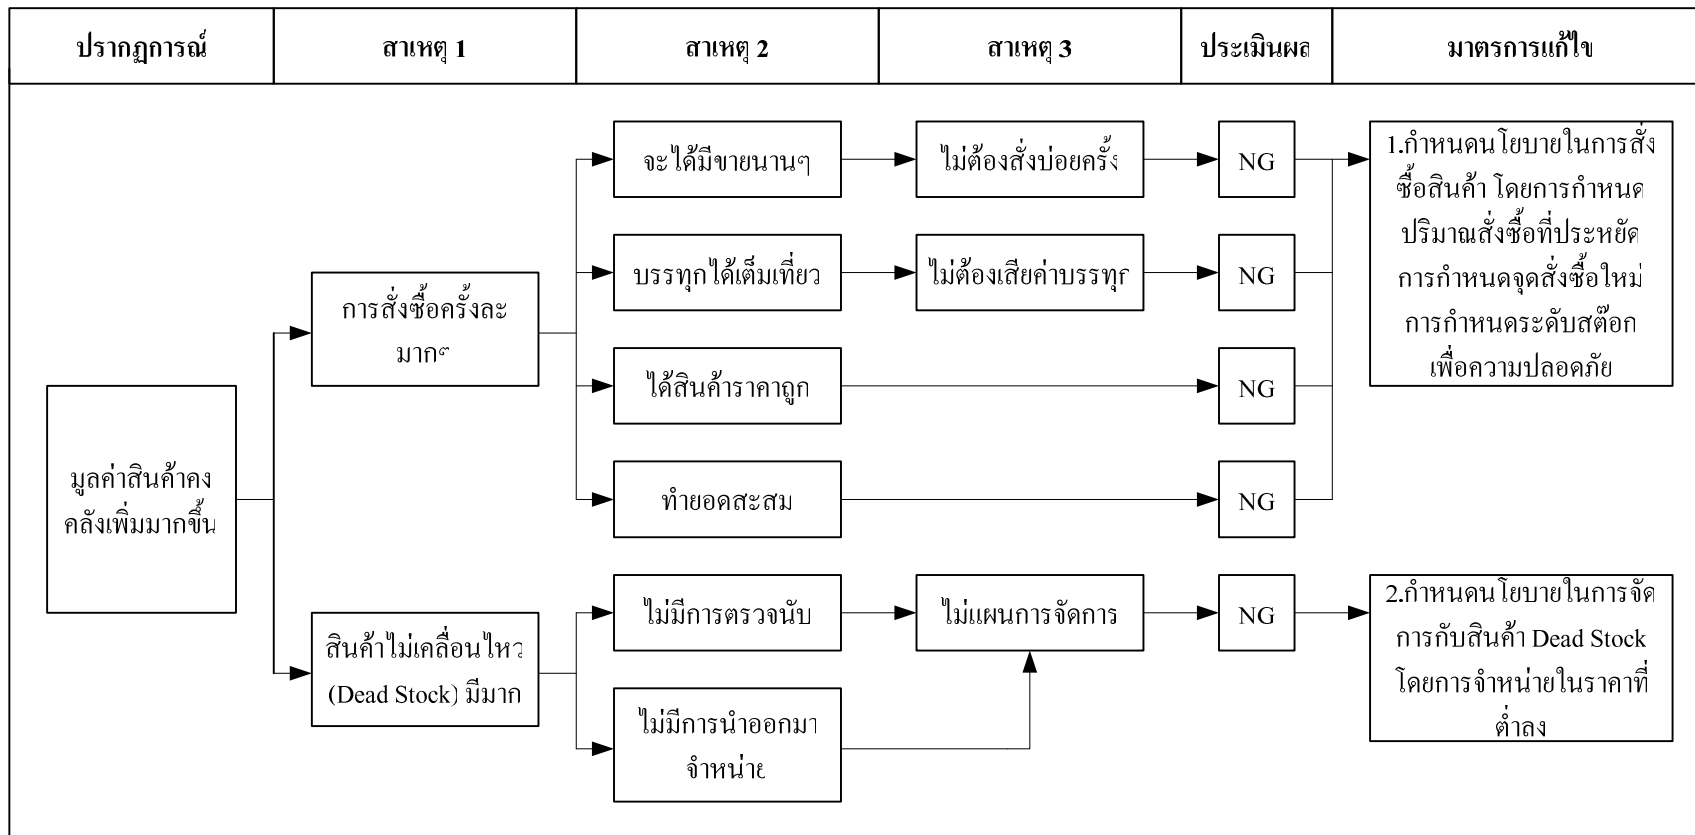 ปรากฏการณ์ สาเหตุ 1 สาเหตุ 2 สาเหตุ 3 ประเมินผล มาตรการแก้ไข
จะได้มีขายนานๆ ไม่ต้องสั่งบ่อยครั้ง NG
บรรทุกได้เต็มเที่ยว ไม่ต้องเสียค่าบรรทุก NG
การสั่งซื้อครั้งละ
มากๆ
ได้สินค้าราคาถูก NG
ทำยอดสะสม NG
1.กำหนดนโยบายในการสั่ง
ซื้อสินค้า โดยการกำหนด
ปริมาณสั่งซื้อที่ประหยัด
การกำหนดจุดสั่งซื้อใหม่
การกำหนดระดับสต๊อก
เพื่อความปลอดภัย
มูลค่าสินค้าคง
คลังเพิ่มมากขึ้น
สินค้าไม่เคลื่อนไหว
(Dead Stock) มีมาก
ไม่มีการตรวจนับ ไม่แผนการจัดการ NG
ไม่มีการนำออกมา
จำหน่าย
2.กำหนดนโยบายในการจัด
การกับสินค้า Dead Stock
โดยการจำหน่ายในราคาที่
ต่ำลง